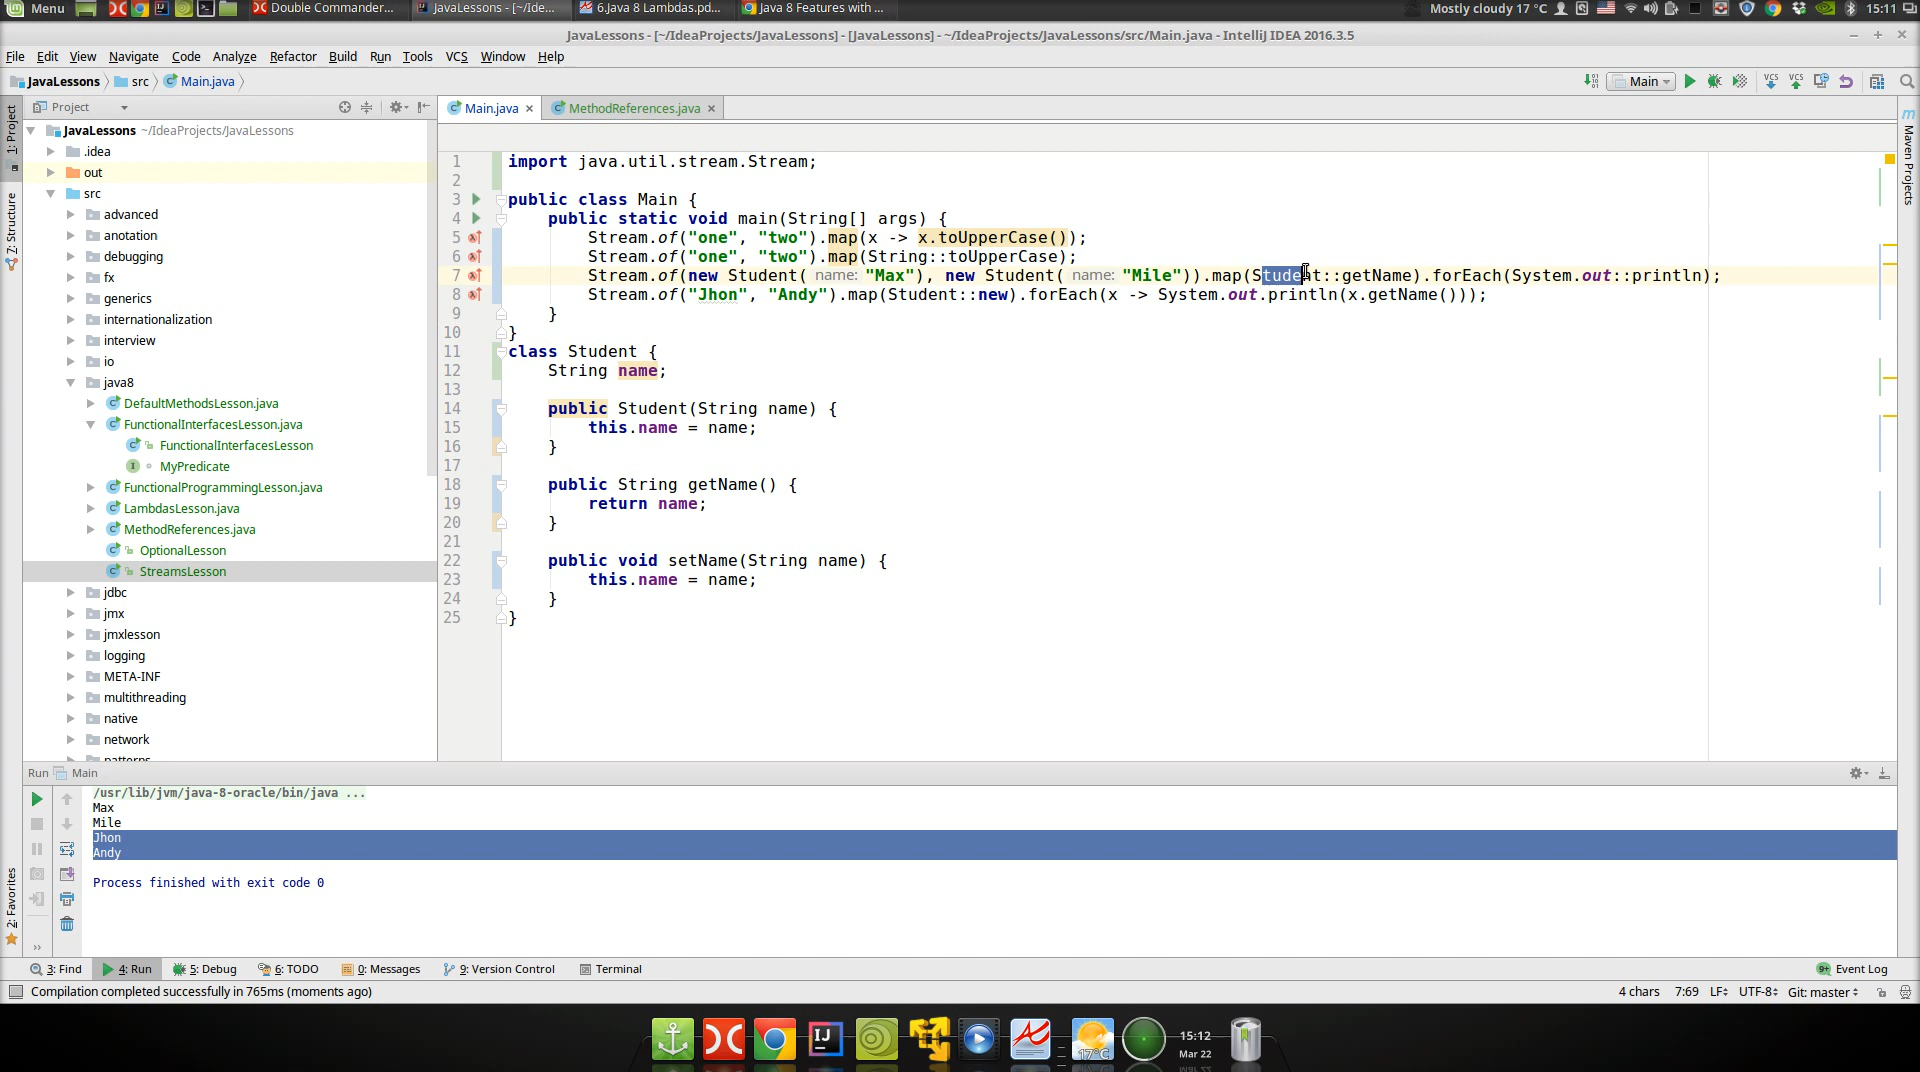 Menu Double Commander... JavaLessons - [~/Ide... 6.Java 8 Lambdas.pd... Java 8 Features with ... Mostly cloudy 17 °C 15:11
JavaLessons - [~/IdeaProjects/JavaLessons] - [JavaLessons] - ~/IdeaProjects/JavaLessons/src/Main.java - IntelliJ IDEA 2016.3.5
File Edit View Navigate Code Analyze Refactor Build Run Tools VCS Window Help
JavaLessons src Main.java Main VCS VCS
Project Main.java MethodReferences.java
1: Project
7: Structure
2: Favorites
Maven Projects
JavaLessons ~/IdeaProjects/JavaLessons
.idea
out
src
advanced
anotation
debugging
fx
generics
internationalization
interview
io
java8
DefaultMethodsLesson.java
FunctionalInterfacesLesson.java
FunctionalInterfacesLesson
MyPredicate
FunctionalProgrammingLesson.java
LambdasLesson.java
MethodReferences.java
OptionalLesson
StreamsLesson
jdbc
jmx
jmxlesson
logging
META-INF
multithreading
native
network
patterns
1 import java.util.stream.Stream;
2
3 public class Main {
4 public static void main(String[] args) {
5 Stream.of("one", "two").map(x -> x.toUpperCase());
6 Stream.of("one", "two").map(String::toUpperCase);
7 Stream.of(new Student( name: "Max"), new Student( name: "Mile")).map(Student::getName).forEach(System.out::println);
8 Stream.of("Jhon", "Andy").map(Student::new).forEach(x -> System.out.println(x.getName()));
9 }
10 }
11 class Student {
12 String name;
13
14 public Student(String name) {
15 this.name = name;
16 }
17
18 public String getName() {
19 return name;
20 }
21
22 public void setName(String name) {
23 this.name = name;
24 }
25 }
Run Main
/usr/lib/jvm/java-8-oracle/bin/java ...
Max
Mile
Jhon
Andy
Process finished with exit code 0
3: Find 4: Run 5: Debug 6: TODO 0: Messages 9: Version Control Terminal 9+ Event Log
Compilation completed successfully in 765ms (moments ago) 4 chars 7:69 LF UTF-8 Git: master
IJ 17°C 15:12
Mar 22